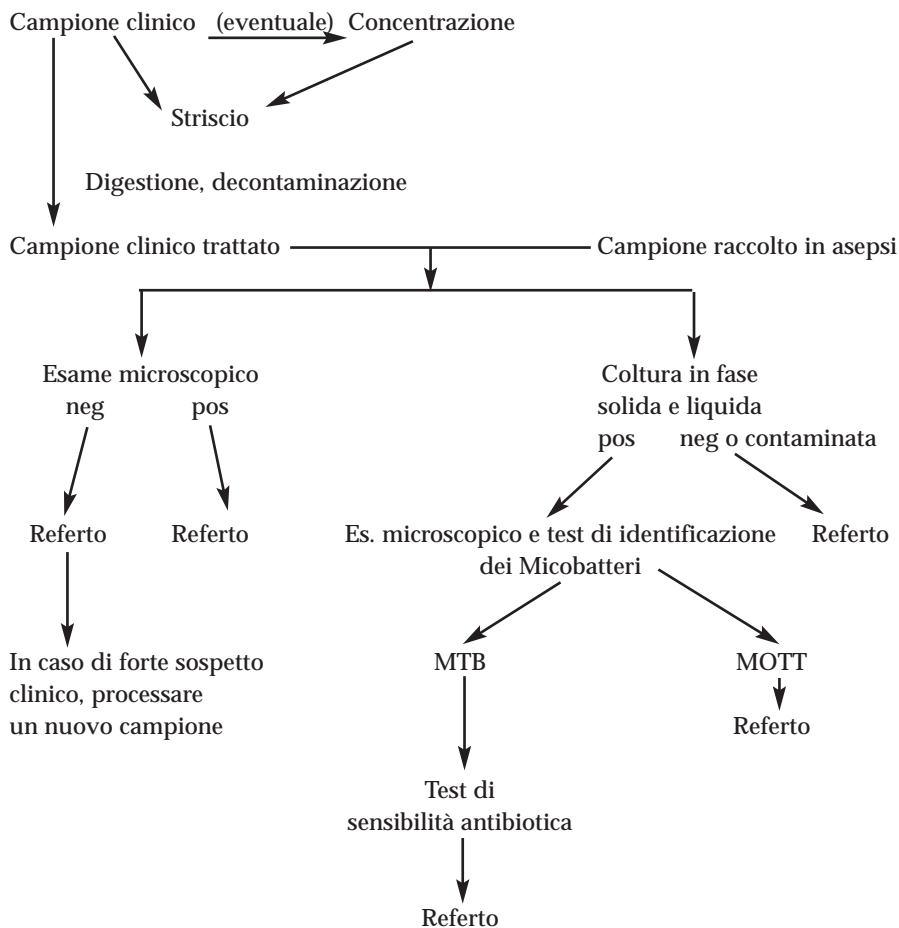 Campione clinico (eventuale) Concentrazione
Striscio
Digestione, decontaminazione
Campione clinico trattato Campione raccolto in asepsi
Esame microscopico
neg pos
Coltura in fase
solida e liquida
pos neg o contaminata
Referto Referto
Es. microscopico e test di identificazione
dei Micobatteri
Referto
In caso di forte sospetto
clinico, processare
un nuovo campione
MTB MOTT
Referto
Test di
sensibilità antibiotica
Referto